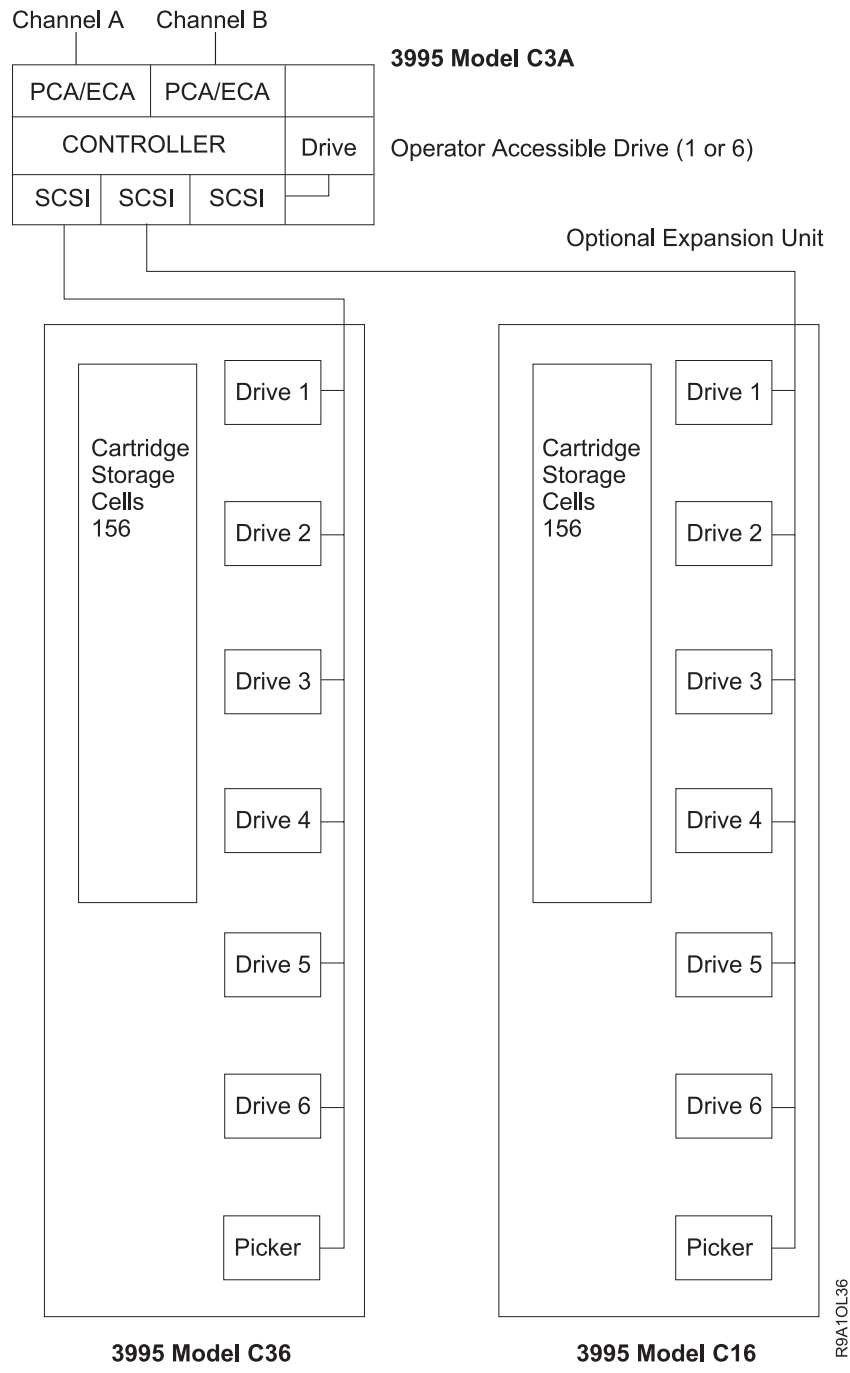 Channel A Channel B
3995 Model C3A
PCA/ECA PCA/ECA
CONTROLLER Drive Operator Accessible Drive (1 or 6)
SCSI SCSI SCSI
Optional Expansion Unit
Cartridge
Storage
Cells
156
Drive 1
Drive 2
Drive 3
Drive 4
Drive 5
Drive 6
Picker
3995 Model C36
Cartridge
Storage
Cells
156
Drive 1
Drive 2
Drive 3
Drive 4
Drive 5
Drive 6
Picker
3995 Model C16
R9A1OL36